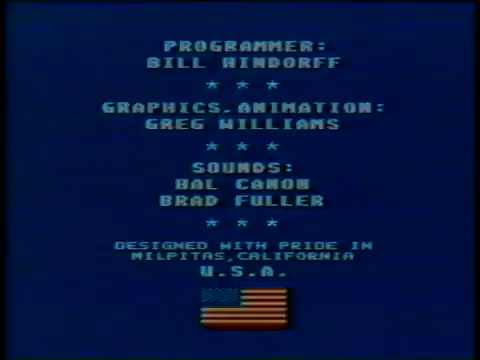 PROGRAMMER:
BILL HINDORFF
* * *
GRAPHICS, ANIMATION:
GREG WILLIAMS
* * *
SOUNDS:
HAL CANON
BRAD FULLER
* * *
DESIGNED WITH PRIDE IN
MILPITAS, CALIFORNIA
U.S.A.